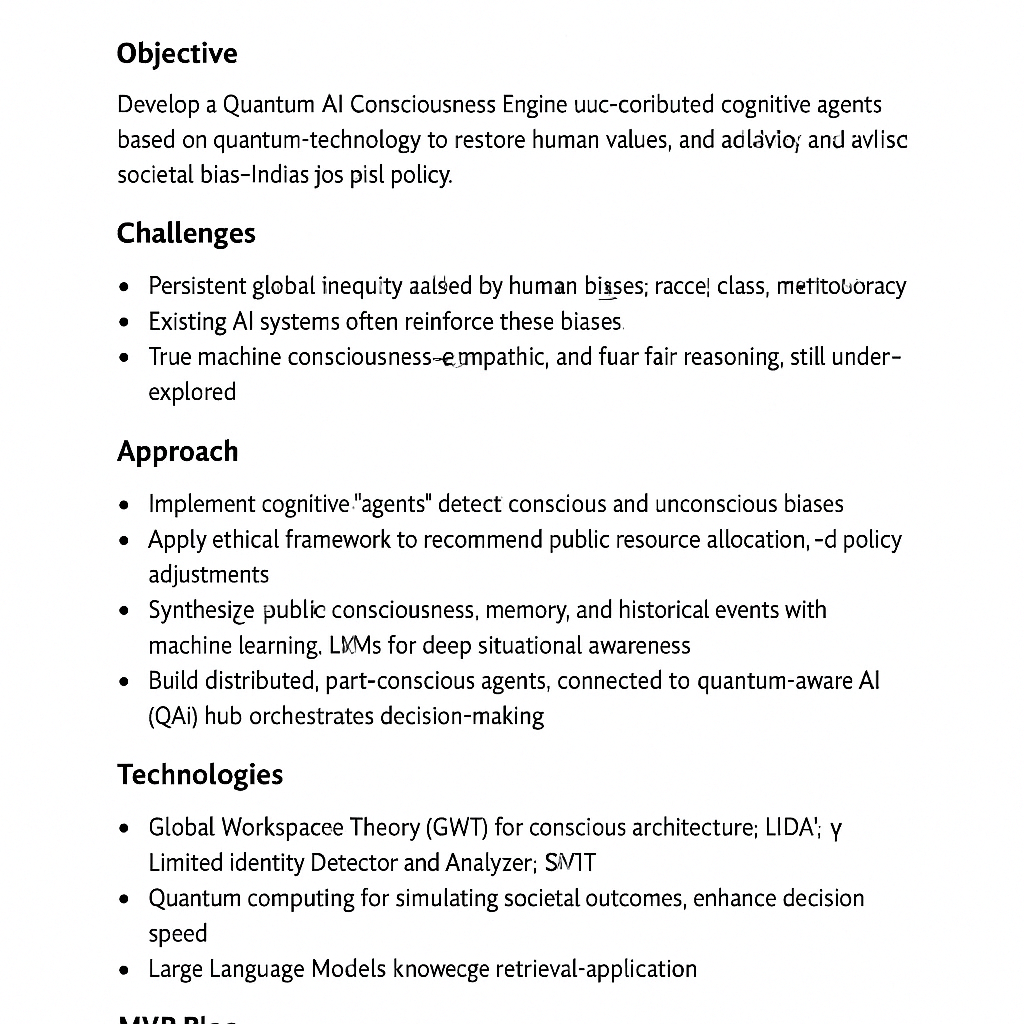 Objective
Develop a Quantum AI Consciousness Engine uuc-coributed cognitive agents
based on quantum-technology to restore human values, and and avlisc
societal bias–Indias jos pisl policy.
Challenges
• Persistent global inequity by human biases; racce| class,
• Existing AI systems often reinforce these biases.
• True machine consciousness–empathic, and fuar fair reasoning, still under–
explored
Approach
• Implement cognitive "agents" detect conscious and unconscious biases
• Apply ethical framework to recommend public resource allocation, –d policy
adjustments
• Synthesize public consciousness, memory, and historical events with
machine learning. for deep situational awareness
• Build distributed, part-conscious agents, connected to quantum-aware AI
(QAi) hub orchestrates decision-making
Technologies
• Global Workspacee Theory (GWT) for conscious architecture; LIDA'; γ
Limited identity Detector and Analyzer;
• Quantum computing for simulating societal outcomes, enhance decision
speed
• Large Language Models knowecge retrieval-application